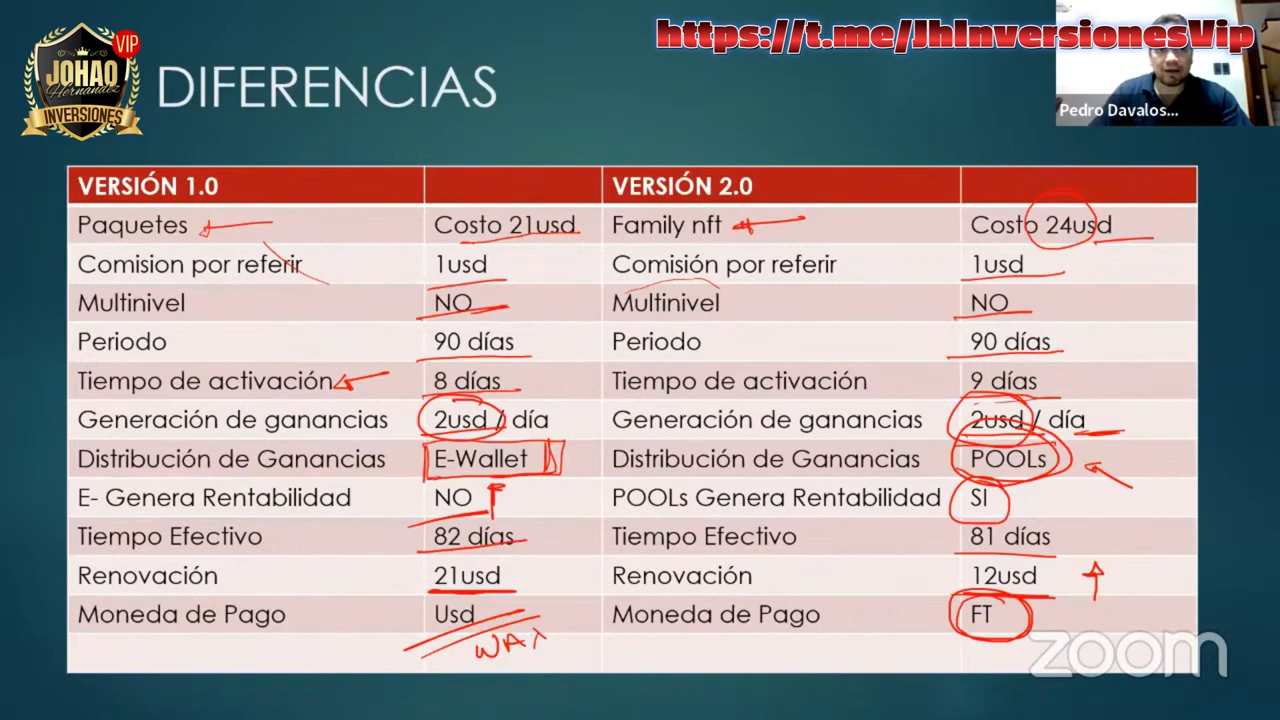 https://t.me/JhInversionesVip
VIP
JOHAO
Hernandez
INVERSIONES
DIFERENCIAS
Pedro Davalos...
VERSIÓN 1.0 VERSIÓN 2.0
Paquetes Costo 21usd Family nft Costo 24usd
Comision por referir 1usd Comisión por referir 1usd
Multinivel NO Multinivel NO
Periodo 90 días Periodo 90 días
Tiempo de activación 8 días Tiempo de activación 9 días
Generación de ganancias 2usd / día Generación de ganancias 2usd / día
Distribución de Ganancias E-Wallet Distribución de Ganancias POOLs
E- Genera Rentabilidad NO POOLs Genera Rentabilidad SI
Tiempo Efectivo 82 días Tiempo Efectivo 81 días
Renovación 21usd Renovación 12usd
Moneda de Pago Usd Moneda de Pago FT
WAX
zoom